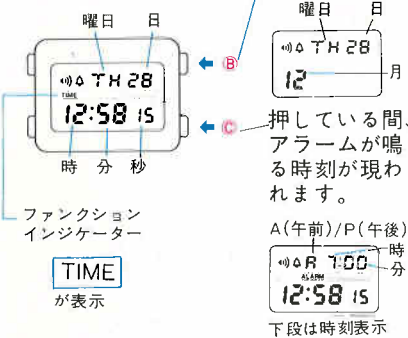 曜日 日
TH 28
TIME
12:58 15
時 分 秒
ファンクション
インジケーター
TIME
が表示
B
C
曜日 日
TH 28
12 月
押している間、
アラームが鳴
る時刻が現わ
れます。
A(午前)/P(午後)
A 7:00 時
分
ALARM
12:58 15
下段は時刻表示